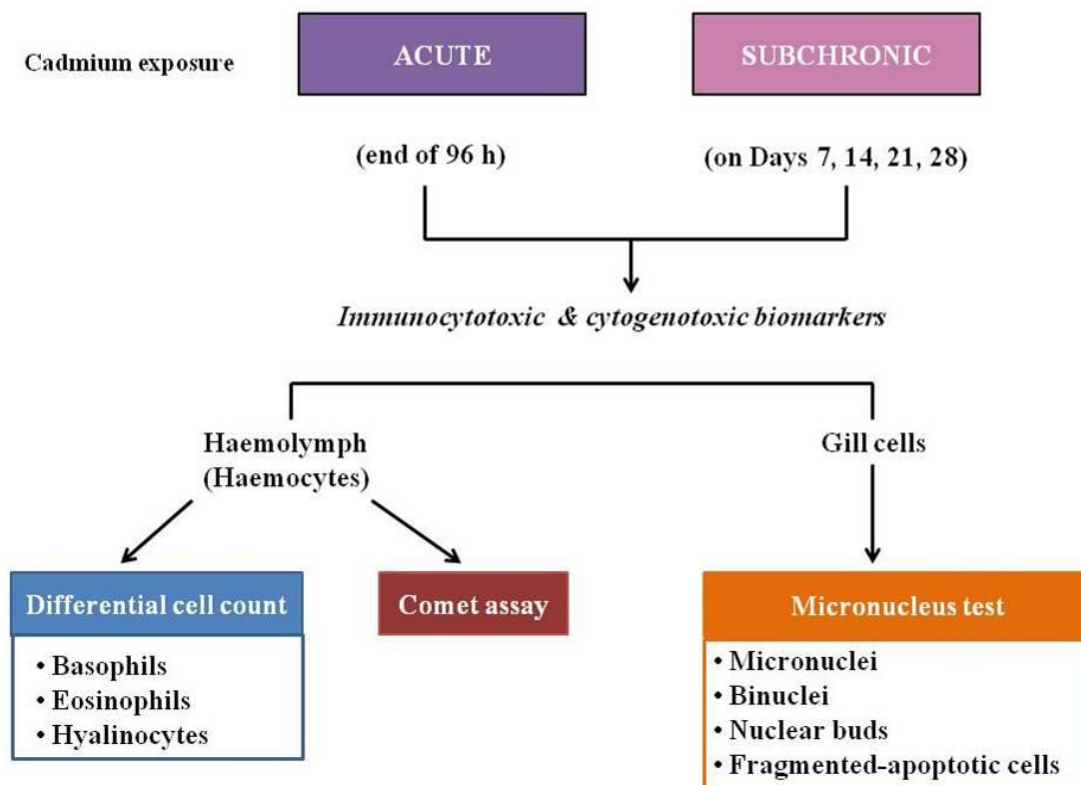 Cadmium exposure
ACUTE
SUBCHRONIC
(end of 96 h)
(on Days 7, 14, 21, 28)
Immunocytotoxic & cytogenotoxic biomarkers
Haemolymph
(Haemocytes)
Gill cells
Differential cell count
• Basophils
• Eosinophils
• Hyalinocytes
Comet assay
Micronucleus test
• Micronuclei
• Binuclei
• Nuclear buds
• Fragmented-apoptotic cells